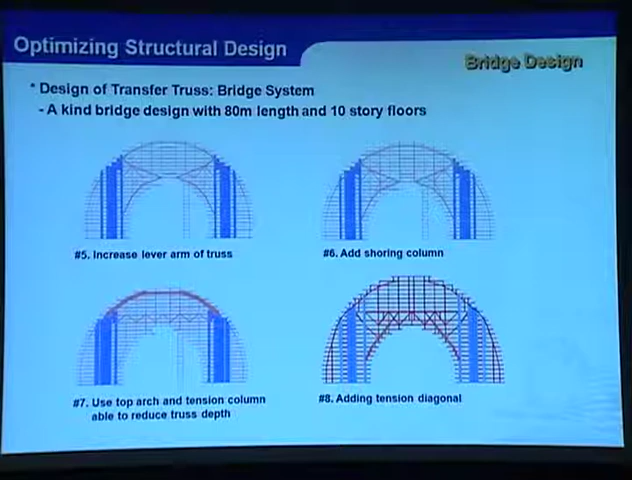 Optimizing Structural Design
Bridge Design
* Design of Transfer Truss: Bridge System
- A kind bridge design with 80m length and 10 story floors
#5. Increase lever arm of truss
#6. Add shoring column
#7. Use top arch and tension column
able to reduce truss depth
#8. Adding tension diagonal